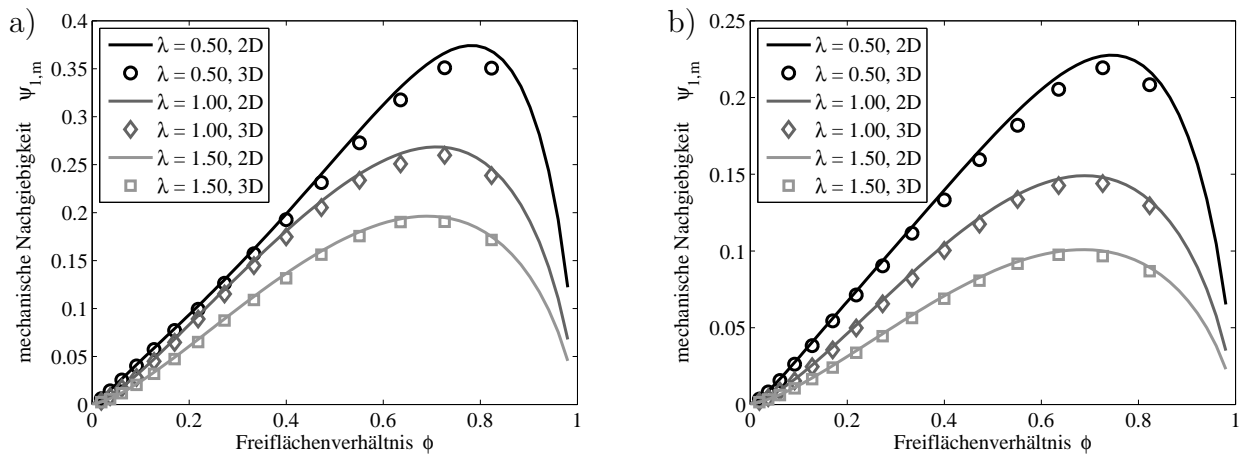 a)
mechanische Nachgiebigkeit ψ1,m
0.4
0.35
0.3
0.25
0.2
0.15
0.1
0.05
0
λ = 0.50, 2D
λ = 0.50, 3D
λ = 1.00, 2D
λ = 1.00, 3D
λ = 1.50, 2D
λ = 1.50, 3D
0 0.2 0.4 0.6 0.8 1
Freiflächenverhältnis ϕ
b)
mechanische Nachgiebigkeit ψ1,m
0.25
0.2
0.15
0.1
0.05
0
λ = 0.50, 2D
λ = 0.50, 3D
λ = 1.00, 2D
λ = 1.00, 3D
λ = 1.50, 2D
λ = 1.50, 3D
0 0.2 0.4 0.6 0.8 1
Freiflächenverhältnis ϕ